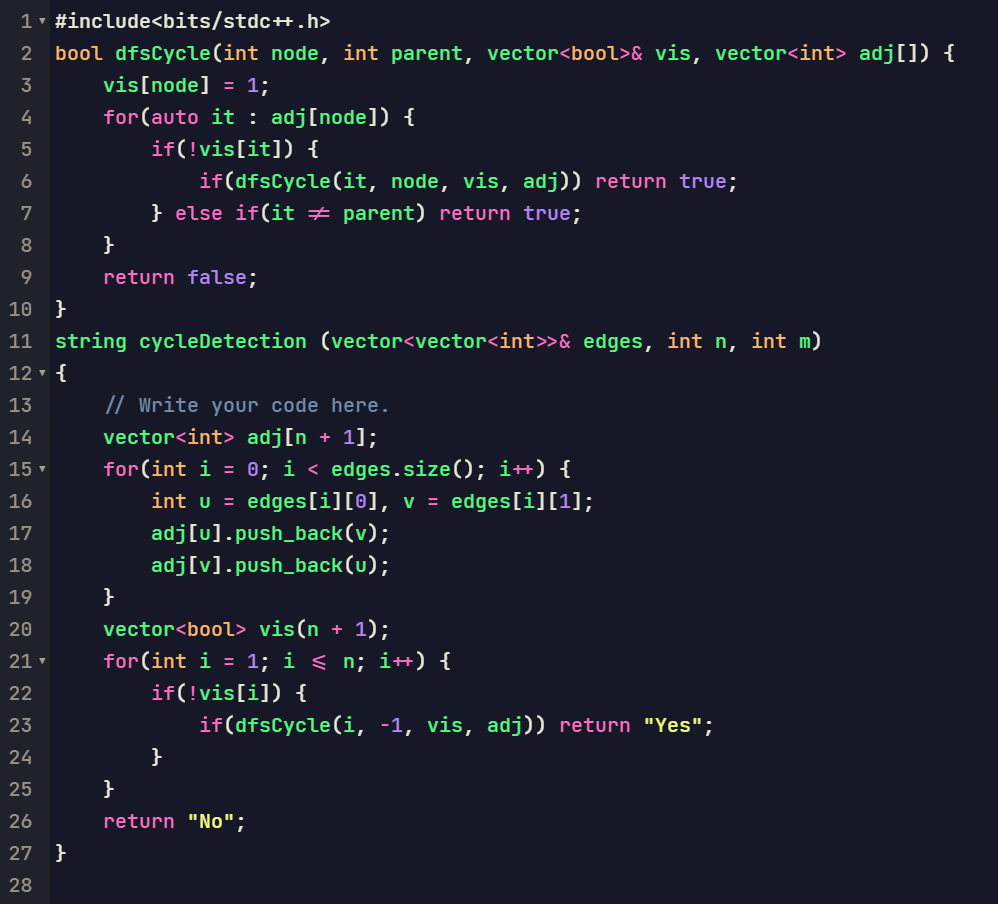 1 #include<bits/stdc++.h>
2 bool dfsCycle(int node, int parent, vector<bool>& vis, vector<int> adj[]) {
3     vis[node] = 1;
4     for(auto it : adj[node]) {
5         if(!vis[it]) {
6             if(dfsCycle(it, node, vis, adj)) return true;
7         } else if(it != parent) return true;
8     }
9     return false;
10 }
11 string cycleDetection (vector<vector<int>>& edges, int n, int m)
12 {
13     // Write your code here.
14     vector<int> adj[n + 1];
15     for(int i = 0; i < edges.size(); i++) {
16         int u = edges[i][0], v = edges[i][1];
17         adj[u].push_back(v);
18         adj[v].push_back(u);
19     }
20     vector<bool> vis(n + 1);
21     for(int i = 1; i <= n; i++) {
22         if(!vis[i]) {
23             if(dfsCycle(i, -1, vis, adj)) return "Yes";
24         }
25     }
26     return "No";
27 }
28